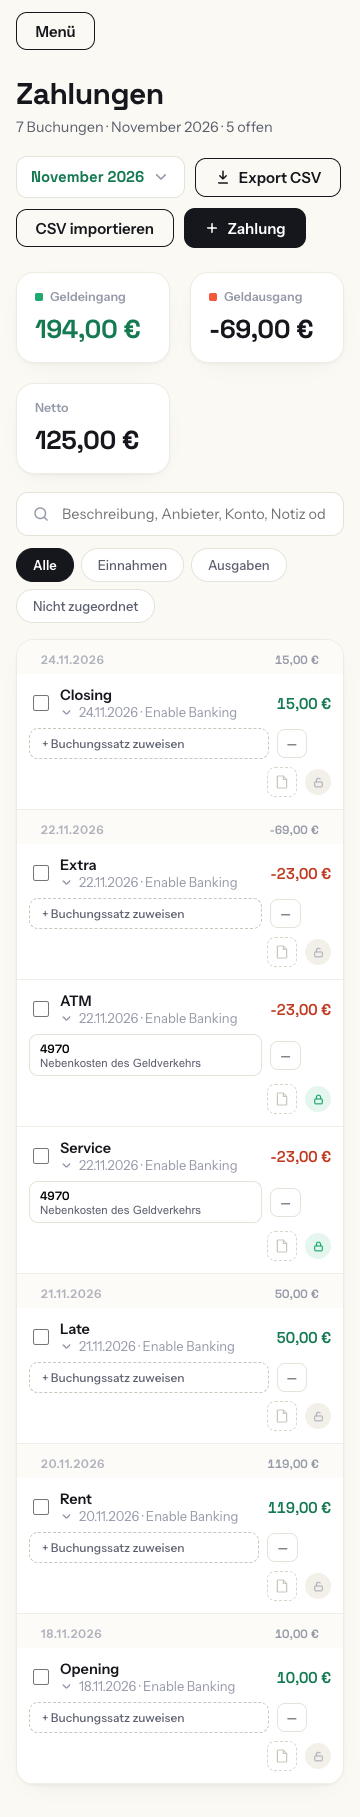 Menü
Zahlungen
7 Buchungen · November 2026 · 5 offen
November 2026
Export CSV
CSV importieren
+ Zahlung
Geldeingang
194,00 €
Geldausgang
-69,00 €
Netto
125,00 €
Beschreibung, Anbieter, Konto, Notiz od
Alle
Einnahmen
Ausgaben
Nicht zugeordnet
24.11.2026 15,00 €
Closing
15,00 €
24.11.2026 · Enable Banking
+ Buchungssatz zuweisen
–
22.11.2026 -69,00 €
Extra
-23,00 €
22.11.2026 · Enable Banking
+ Buchungssatz zuweisen
–
ATM
-23,00 €
22.11.2026 · Enable Banking
4970
Nebenkosten des Geldverkehrs
–
Service
-23,00 €
22.11.2026 · Enable Banking
4970
Nebenkosten des Geldverkehrs
–
21.11.2026 50,00 €
Late
50,00 €
21.11.2026 · Enable Banking
+ Buchungssatz zuweisen
–
20.11.2026 119,00 €
Rent
119,00 €
20.11.2026 · Enable Banking
+ Buchungssatz zuweisen
–
18.11.2026 10,00 €
Opening
10,00 €
18.11.2026 · Enable Banking
+ Buchungssatz zuweisen
–